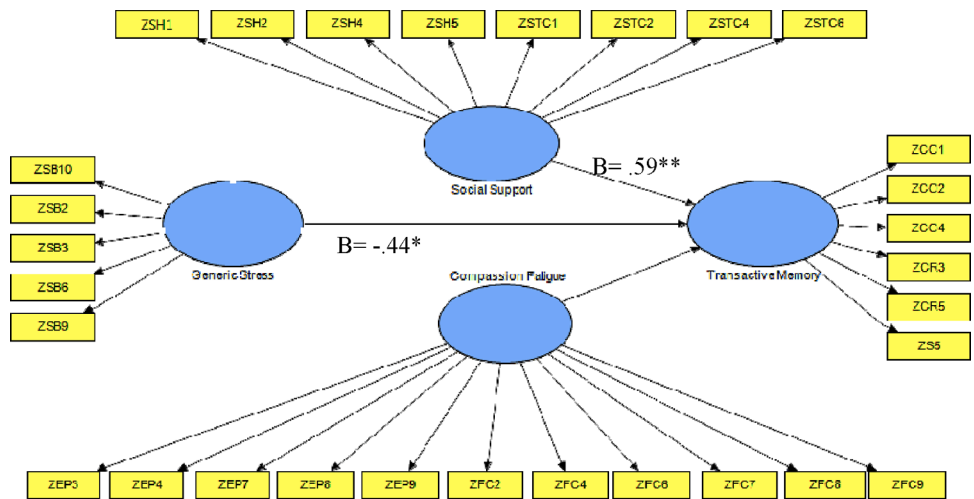 ZSH1 ZSH2 ZSH4 ZSH5 ZSTC1 ZSTC2 ZSTC4 ZSTC6
Social Support
B= .59**
ZSB10
ZSB2
ZSB3
ZSB6
ZSB9
Generic Stress
B= -.44*
Compassion Fatigue
Transactive Memory
ZCC1
ZCC2
ZCC4
ZCR3
ZCR5
ZS5
ZEP3 ZEP4 ZEP7 ZEP8 ZEP9 ZFC2 ZFC4 ZFC6 ZFC7 ZFC8 ZFC9